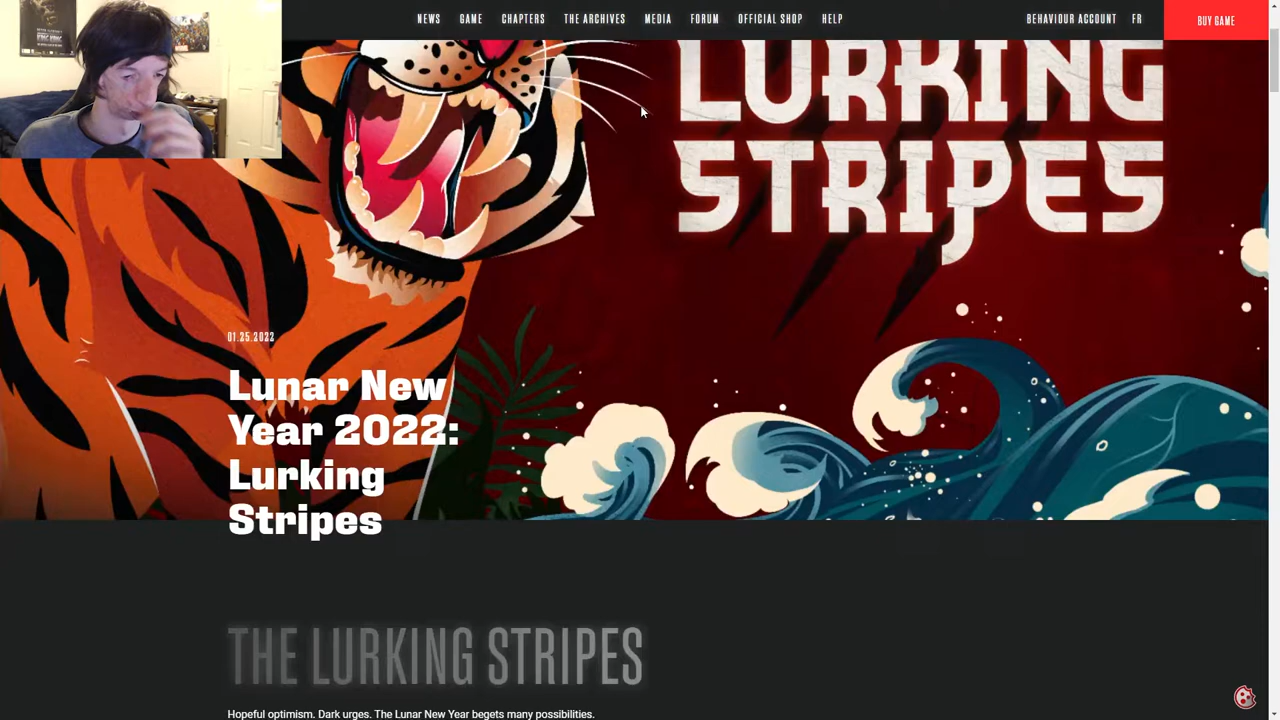 NEWS GAME CHAPTERS THE ARCHIVES MEDIA FORUM OFFICIAL SHOP HELP BEHAVIOUR ACCOUNT FR BUY GAME
LURKING
STRIPES
01.25.2022
Lunar New
Year 2022:
Lurking
Stripes
THE LURKING STRIPES
Hopeful optimism. Dark urges. The Lunar New Year begets many possibilities.